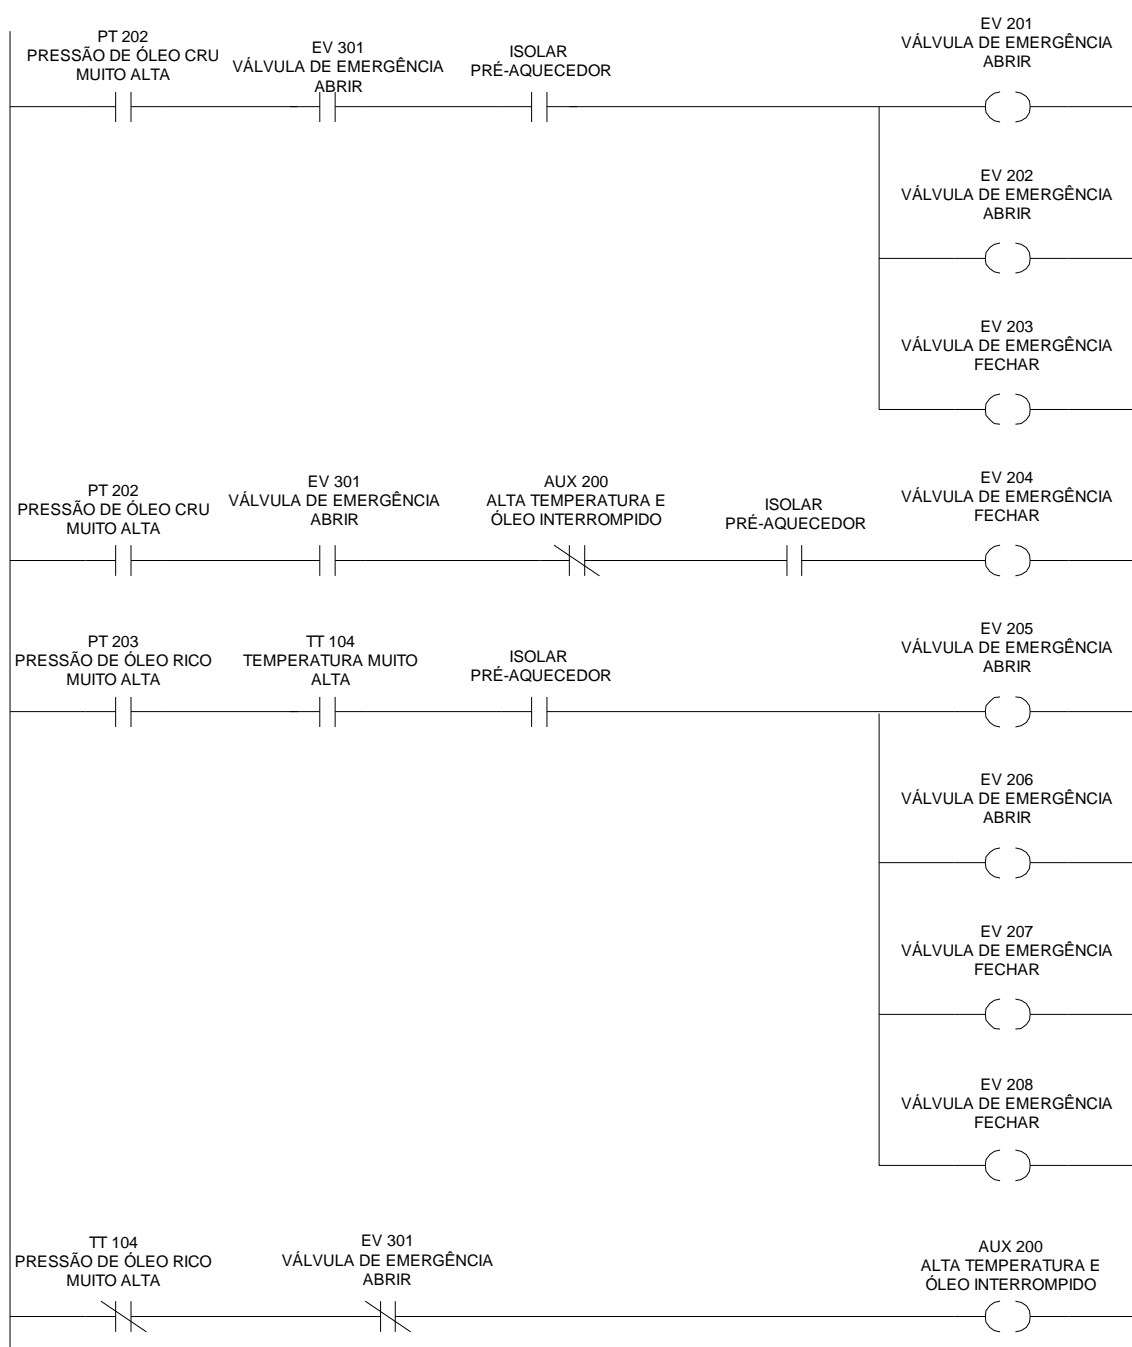 PT 202
PRESSÃO DE ÓLEO CRU
MUITO ALTA
EV 301
VÁLVULA DE EMERGÊNCIA
ABRIR
ISOLAR
PRÉ-AQUECEDOR
EV 201
VÁLVULA DE EMERGÊNCIA
ABRIR
EV 202
VÁLVULA DE EMERGÊNCIA
ABRIR
EV 203
VÁLVULA DE EMERGÊNCIA
FECHAR
PT 202
PRESSÃO DE ÓLEO CRU
MUITO ALTA
EV 301
VÁLVULA DE EMERGÊNCIA
ABRIR
AUX 200
ALTA TEMPERATURA E
ÓLEO INTERROMPIDO
ISOLAR
PRÉ-AQUECEDOR
EV 204
VÁLVULA DE EMERGÊNCIA
FECHAR
PT 203
PRESSÃO DE ÓLEO RICO
MUITO ALTA
TT 104
TEMPERATURA MUITO
ALTA
ISOLAR
PRÉ-AQUECEDOR
EV 205
VÁLVULA DE EMERGÊNCIA
ABRIR
EV 206
VÁLVULA DE EMERGÊNCIA
ABRIR
EV 207
VÁLVULA DE EMERGÊNCIA
FECHAR
EV 208
VÁLVULA DE EMERGÊNCIA
FECHAR
TT 104
PRESSÃO DE ÓLEO RICO
MUITO ALTA
EV 301
VÁLVULA DE EMERGÊNCIA
ABRIR
AUX 200
ALTA TEMPERATURA E
ÓLEO INTERROMPIDO